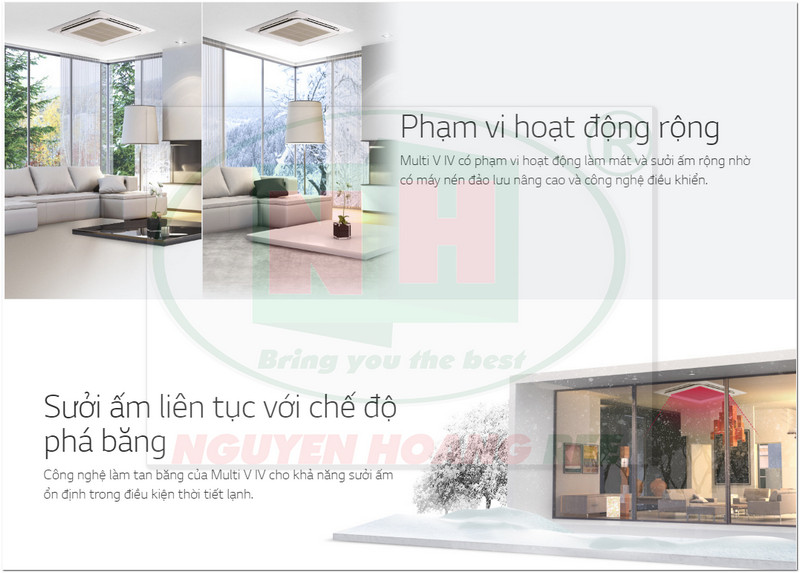 Phạm vi hoạt động rộng
Multi V IV có phạm vi hoạt động làm mát và sưởi ấm rộng nhờ
có máy nén đảo lưu nâng cao và công nghệ điều khiển.
®
NH
Bring you the best
Sưởi ấm liên tục với chế độ
phá băng
NGUYEN HOANG
Công nghệ làm tan băng của Multi V IV cho khả năng sưởi ấm
ổn định trong điều kiện thời tiết lạnh.